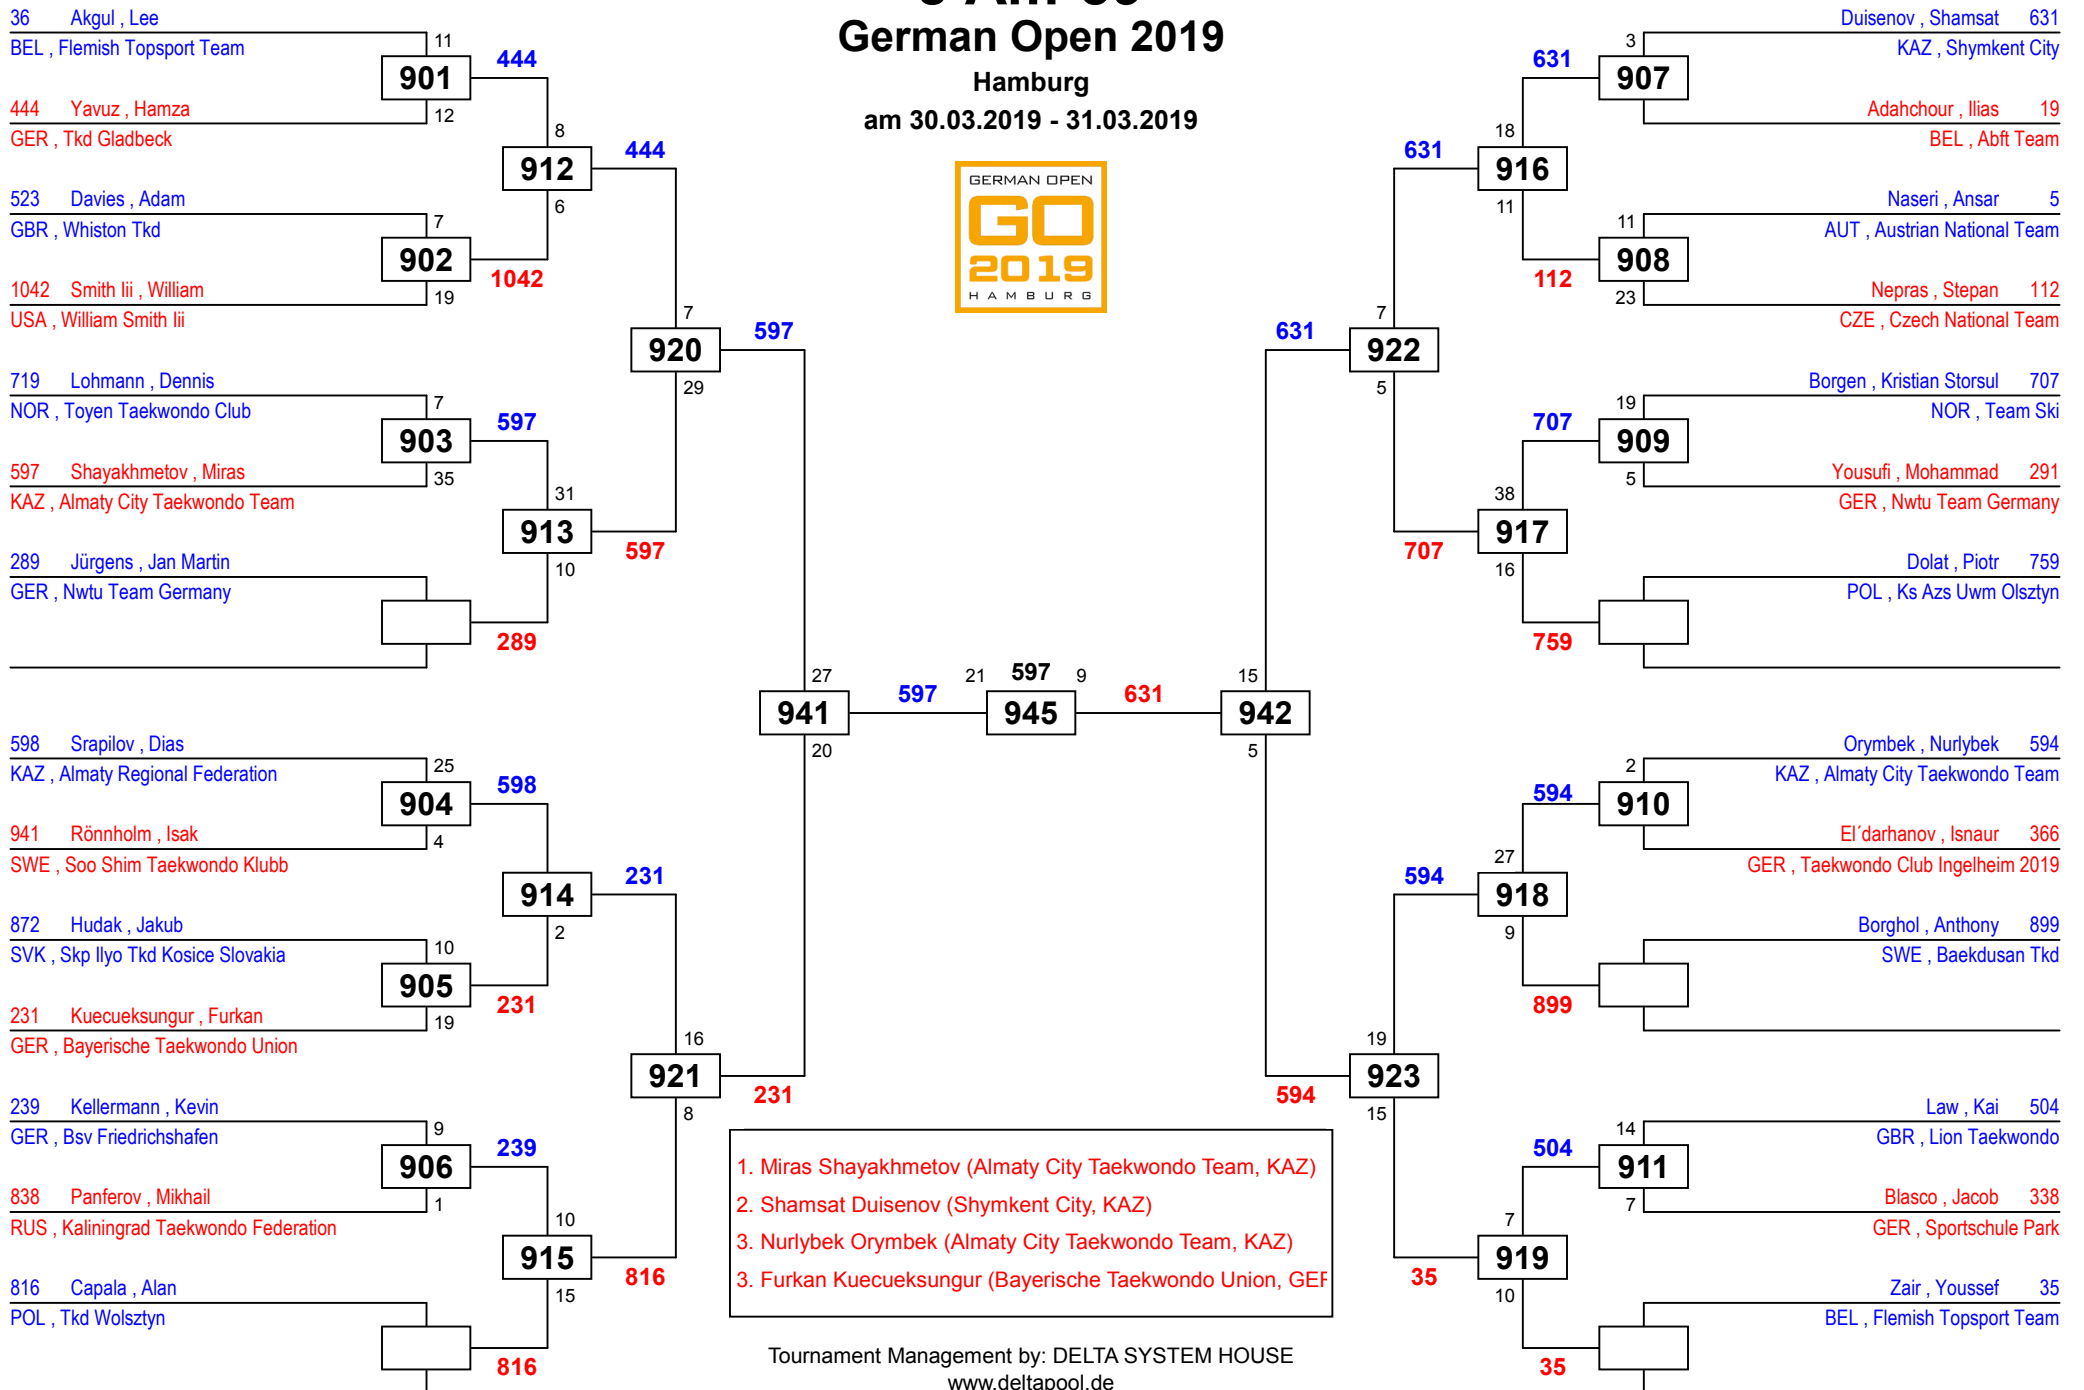 German Open 2019
Hamburg
am 30.03.2019 - 31.03.2019
GERMAN OPEN
GO
2019
HAMBURG
36 Akgul , Lee
BEL , Flemish Topsport Team
11
901
444
12
444 Yavuz , Hamza
GER , Tkd Gladbeck
8
912
444
6
523 Davies , Adam
GBR , Whiston Tkd
7
902
1042
19
1042 Smith Iii , William
USA , William Smith Iii
7
920
597
29
719 Lohmann , Dennis
NOR , Toyen Taekwondo Club
7
903
597
35
597 Shayakhmetov , Miras
KAZ , Almaty City Taekwondo Team
31
913
597
10
289 Jürgens , Jan Martin
GER , Nwtu Team Germany
289
27
941
597
20
21 597 9
945
631
598 Srapilov , Dias
KAZ , Almaty Regional Federation
25
904
598
4
941 Rönnholm , Isak
SWE , Soo Shim Taekwondo Klubb
914
231
2
872 Hudak , Jakub
SVK , Skp Ilyo Tkd Kosice Slovakia
10
905
231
19
231 Kuecueksungur , Furkan
GER , Bayerische Taekwondo Union
16
921
231
8
239 Kellermann , Kevin
GER , Bsv Friedrichshafen
9
906
239
1
838 Panferov , Mikhail
RUS , Kaliningrad Taekwondo Federation
10
915
816
15
816 Capala , Alan
POL , Tkd Wolsztyn
816
Duisenov , Shamsat 631
KAZ , Shymkent City
3
631
907
Adahchour , Ilias 19
BEL , Abft Team
18
631
916
11
Naseri , Ansar 5
AUT , Austrian National Team
11
908
112
23
Nepras , Stepan 112
CZE , Czech National Team
7
631
922
5
Borgen , Kristian Storsul 707
NOR , Team Ski
19
707
909
5
Yousufi , Mohammad 291
GER , Nwtu Team Germany
38
917
707
16
Dolat , Piotr 759
POL , Ks Azs Uwm Olsztyn
759
15
942
5
Orymbek , Nurlybek 594
KAZ , Almaty City Taekwondo Team
2
594
910
El´darhanov , Isnaur 366
GER , Taekwondo Club Ingelheim 2019
27
594
918
9
Borghol , Anthony 899
SWE , Baekdusan Tkd
899
19
923
594
15
Law , Kai 504
GBR , Lion Taekwondo
14
504
911
7
Blasco , Jacob 338
GER , Sportschule Park
7
919
35
10
Zair , Youssef 35
BEL , Flemish Topsport Team
35
1. Miras Shayakhmetov (Almaty City Taekwondo Team, KAZ)
2. Shamsat Duisenov (Shymkent City, KAZ)
3. Nurlybek Orymbek (Almaty City Taekwondo Team, KAZ)
3. Furkan Kuecueksungur (Bayerische Taekwondo Union, GER
Tournament Management by: DELTA SYSTEM HOUSE
www.deltapool.de